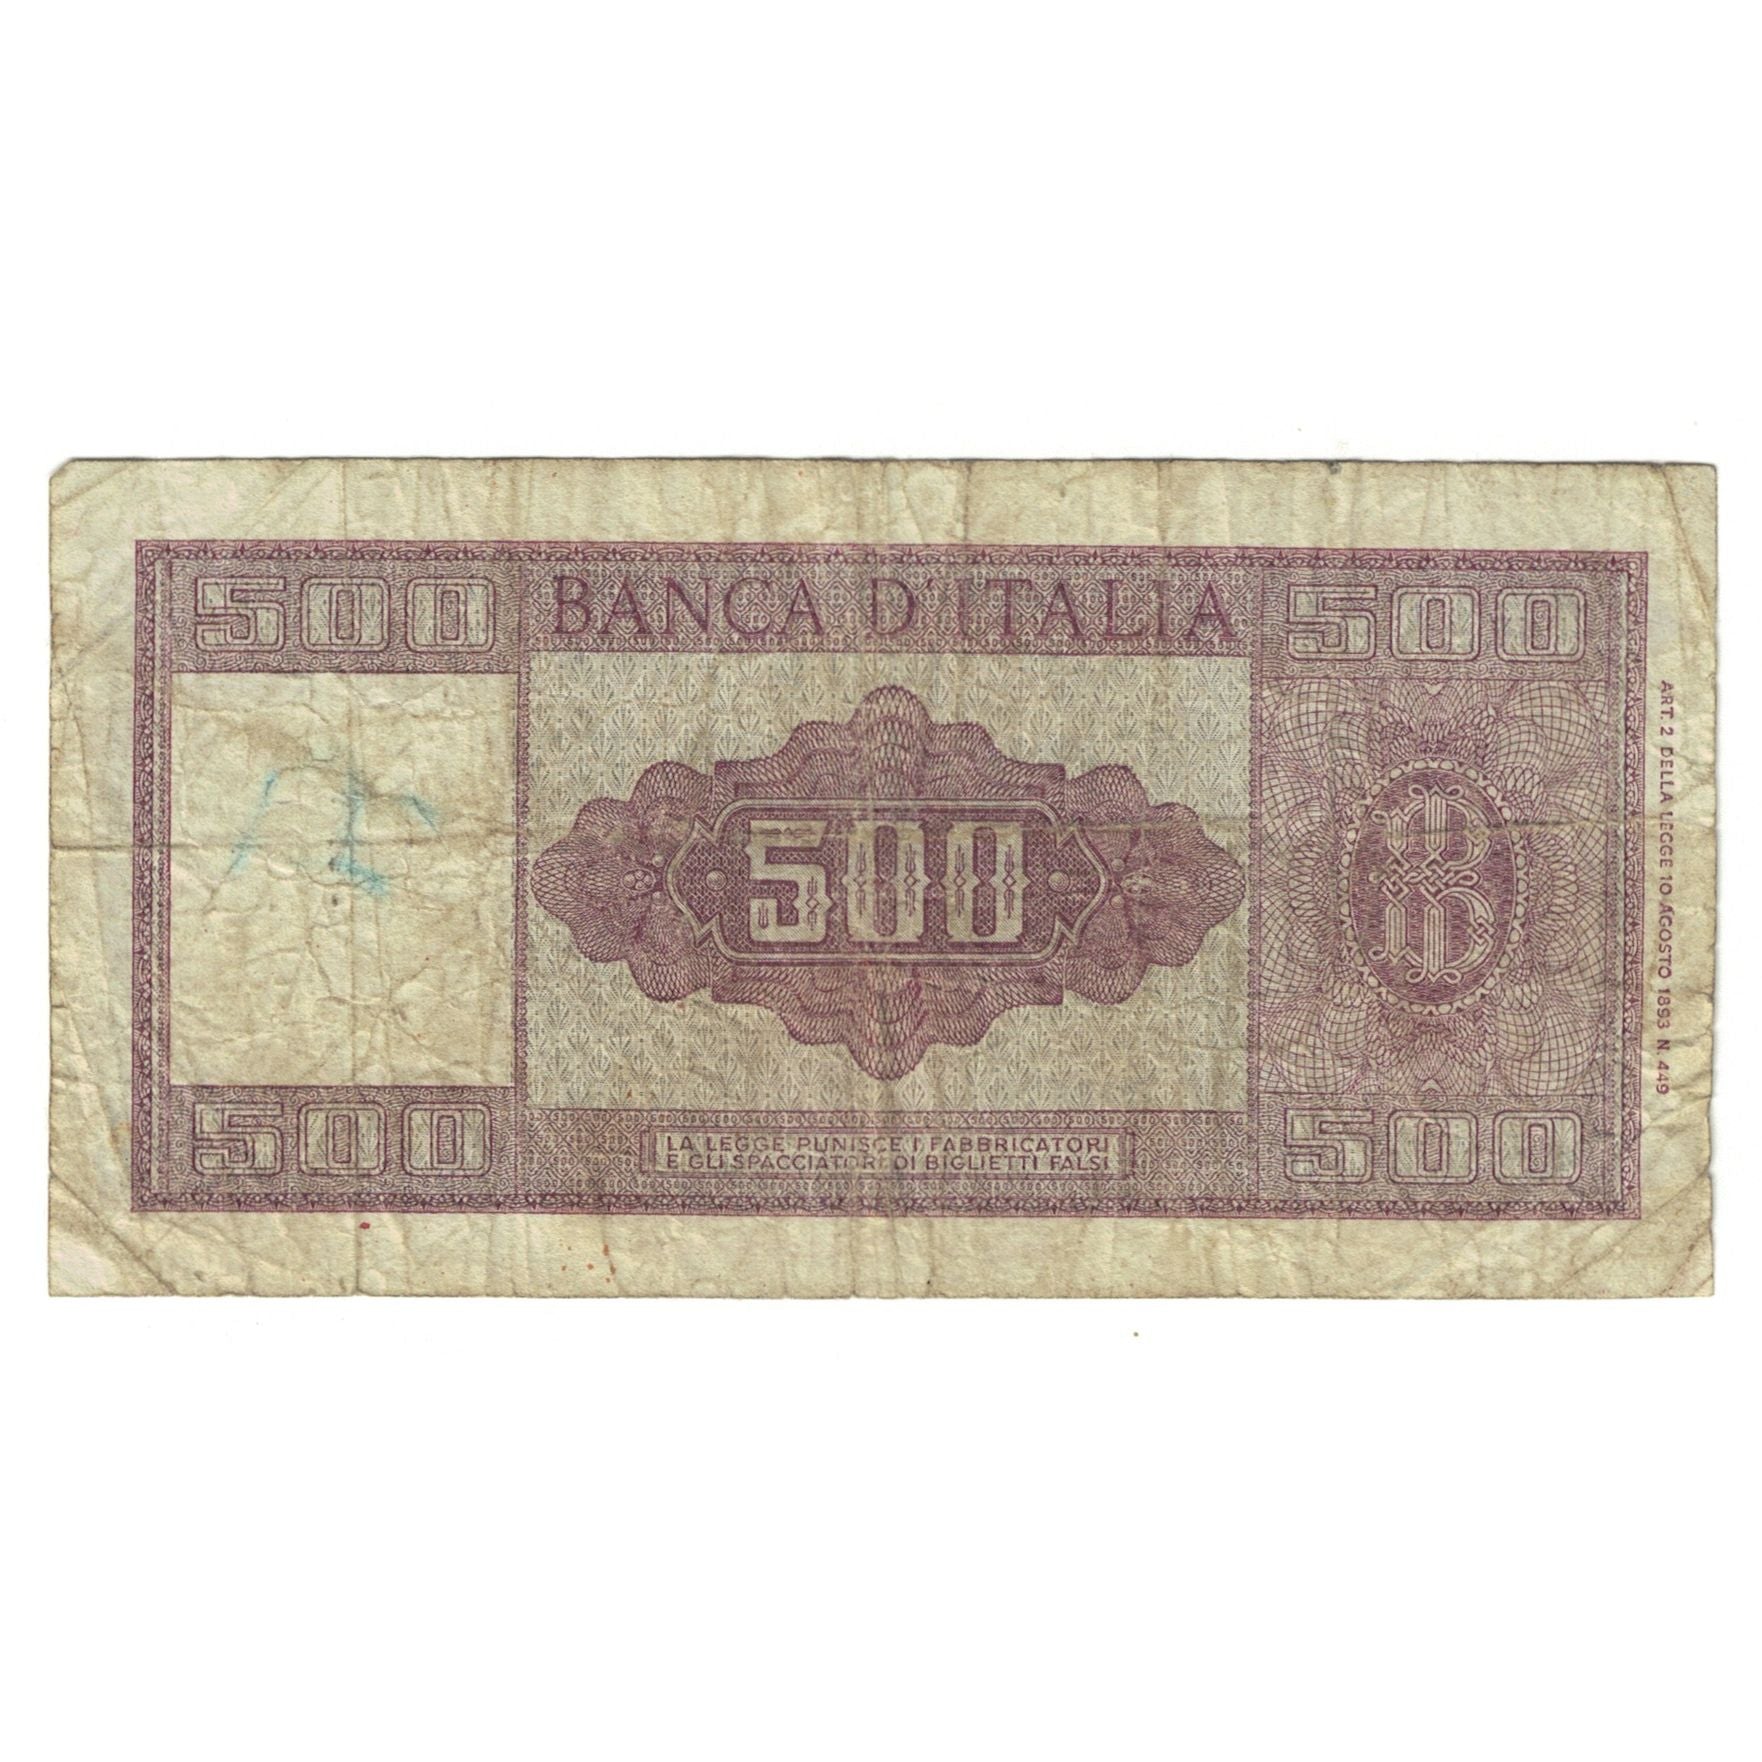 500 BANCA D'ITALIA 500
500
B
ART. 2 DELLA LEGGE 10 AGOSTO 1893 N. 449
500 LA LEGGE PUNISCE I FABBRICATORI 500
E GLI SPACCIATORI DI BIGLIETTI FALSI